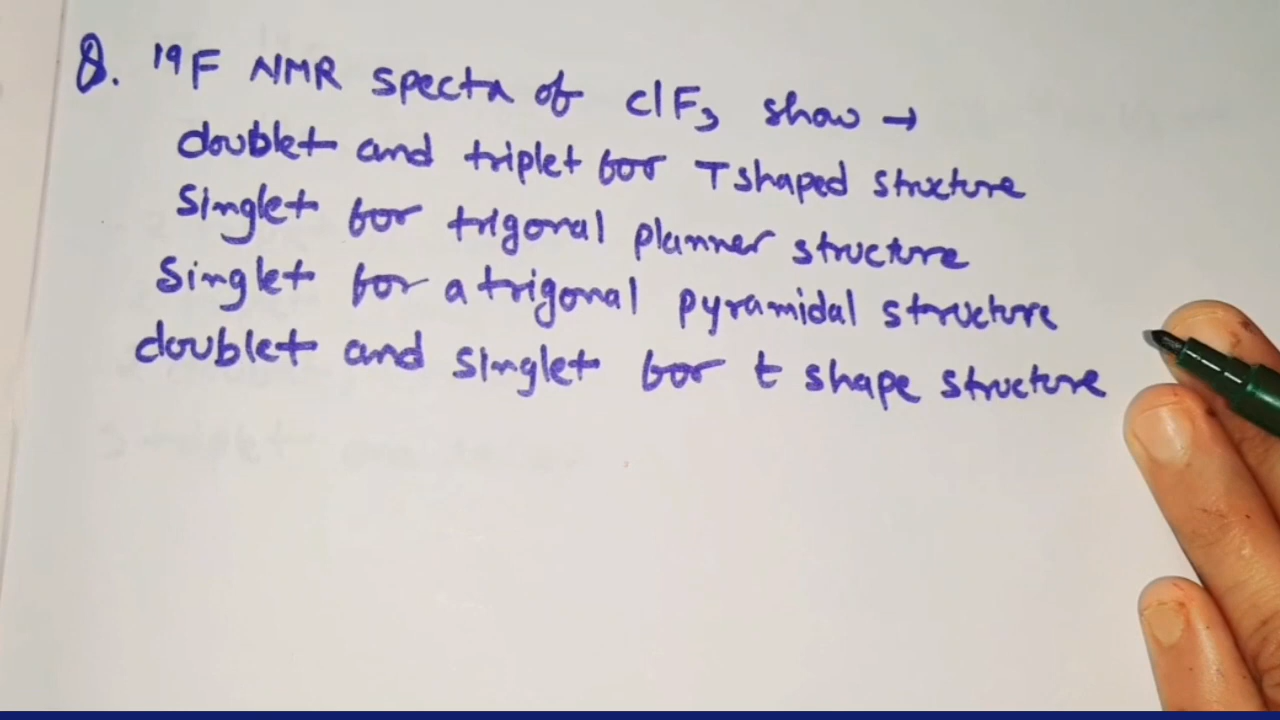 8. ¹⁹F NMR spectra of ClF₃ show →
doublet and triplet for T shaped structure
Singlet for trigonal planner structure
Singlet for a trigonal pyramidal structure
doublet and singlet for t shape structure